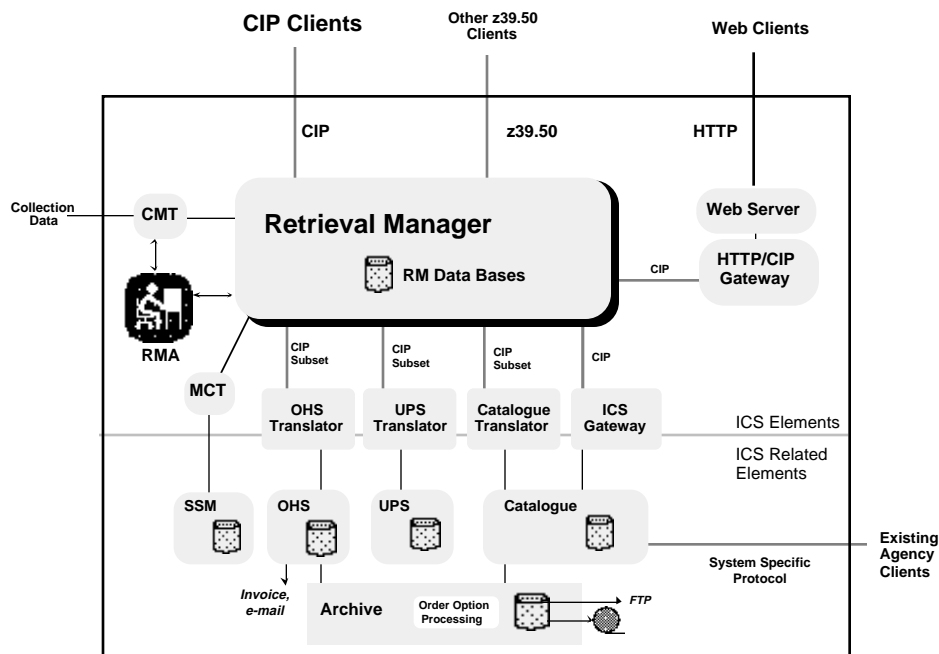 CIP Clients
Other z39.50
Clients
Web Clients
CIP
z39.50
HTTP
Collection
Data
CMT
Retrieval Manager
RM Data Bases
Web Server
HTTP/CIP
Gateway
CIP
RMA
CIP
Subset
CIP
Subset
CIP
Subset
CIP
MCT
OHS
Translator
UPS
Translator
Catalogue
Translator
ICS
Gateway
ICS Elements
ICS Related
Elements
SSM
OHS
UPS
Catalogue
Existing
Agency
Clients
System Specific
Protocol
Invoice,
e-mail
Archive
Order Option
Processing
FTP